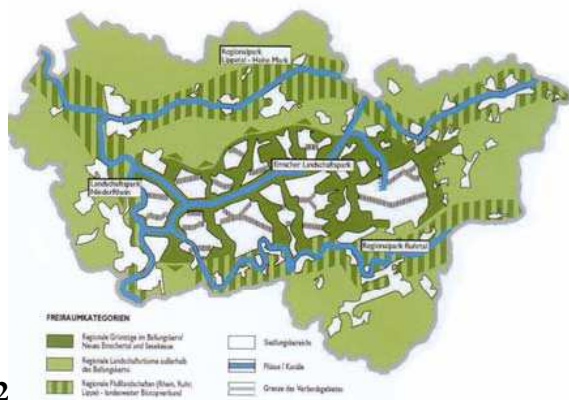 Regionalpark
Lippetal - Hohe Mark
Emscher Landschaftspark
Landschaftspark
Niederrhein
Regionalpark Ruhrtal
FREIRAUMKATEGORIEN
Regionale Grünzüge im Ballungskern/
Neues Emschertal und Seseke
Regionale Landschaftsräume außerhalb
des Ballungskerns
Regionale Flußlandschaften (Rhein, Ruhr,
Lippe) - landesweiter Biotopverbund
Siedlungsbereiche
Flüsse / Kanäle
Grenze des Verbandsgebietes
2